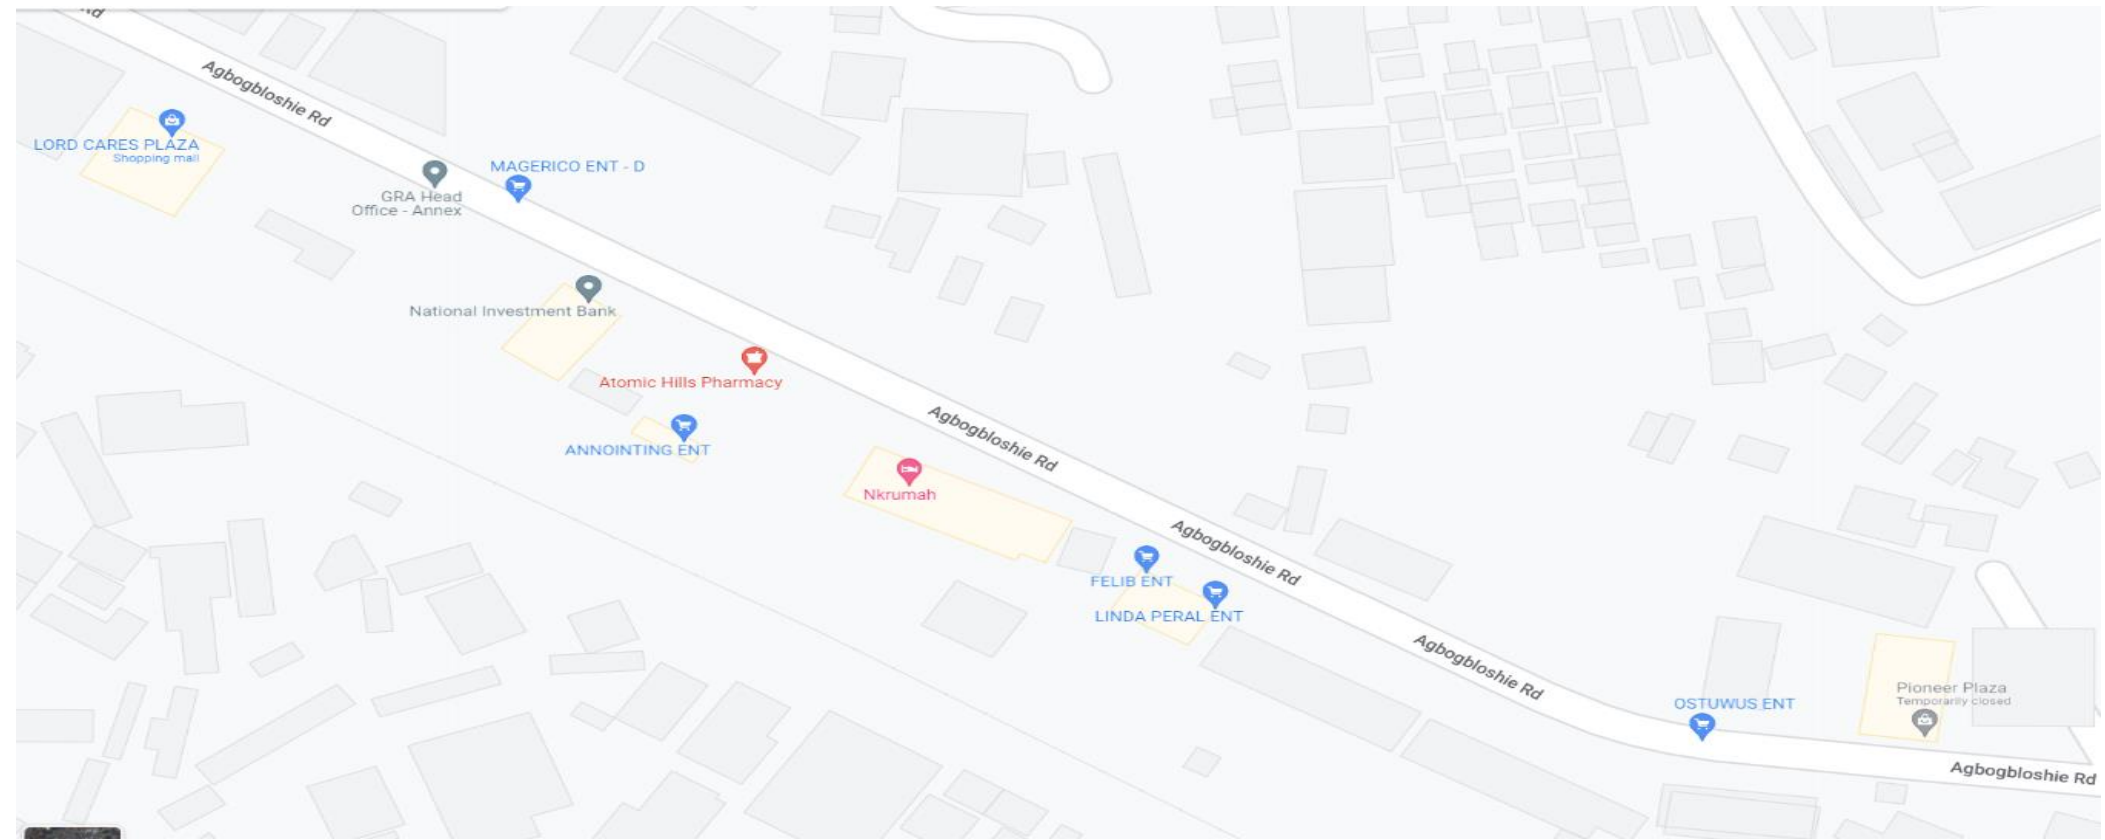 Rd
Agbogbloshie Rd
LORD CARES PLAZA
Shopping mall
MAGERICO ENT - D
GRA Head
Office - Annex
National Investment Bank
Atomic Hills Pharmacy
ANNOINTING ENT
Agbogbloshie Rd
Nkrumah
Agbogbloshie Rd
FELIB ENT
LINDA PERAL ENT
Agbogbloshie Rd
OSTUWUS ENT
Pioneer Plaza
Temporarily closed
Agbogbloshie Rd